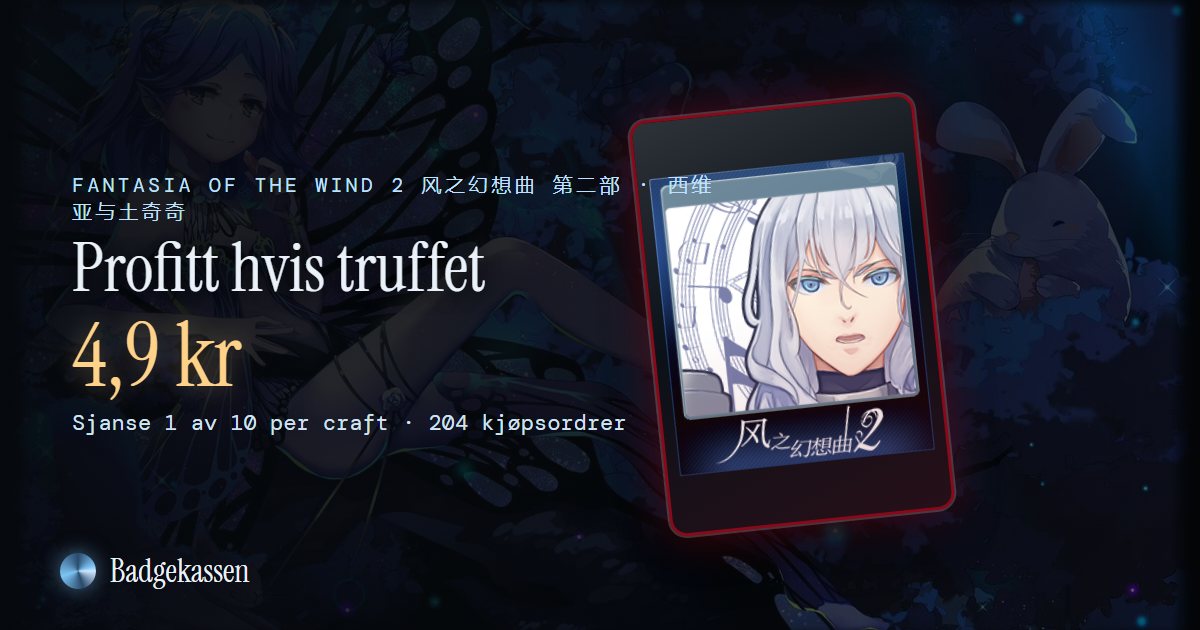 FANTASIA OF THE WIND 2 风之幻想曲 第二部 · 西维
亚与土奇奇
Profitt hvis truffet
4,9 kr
Sjanse 1 av 10 per craft · 204 kjøpsordrer
风之幻想曲2
Badgekassen